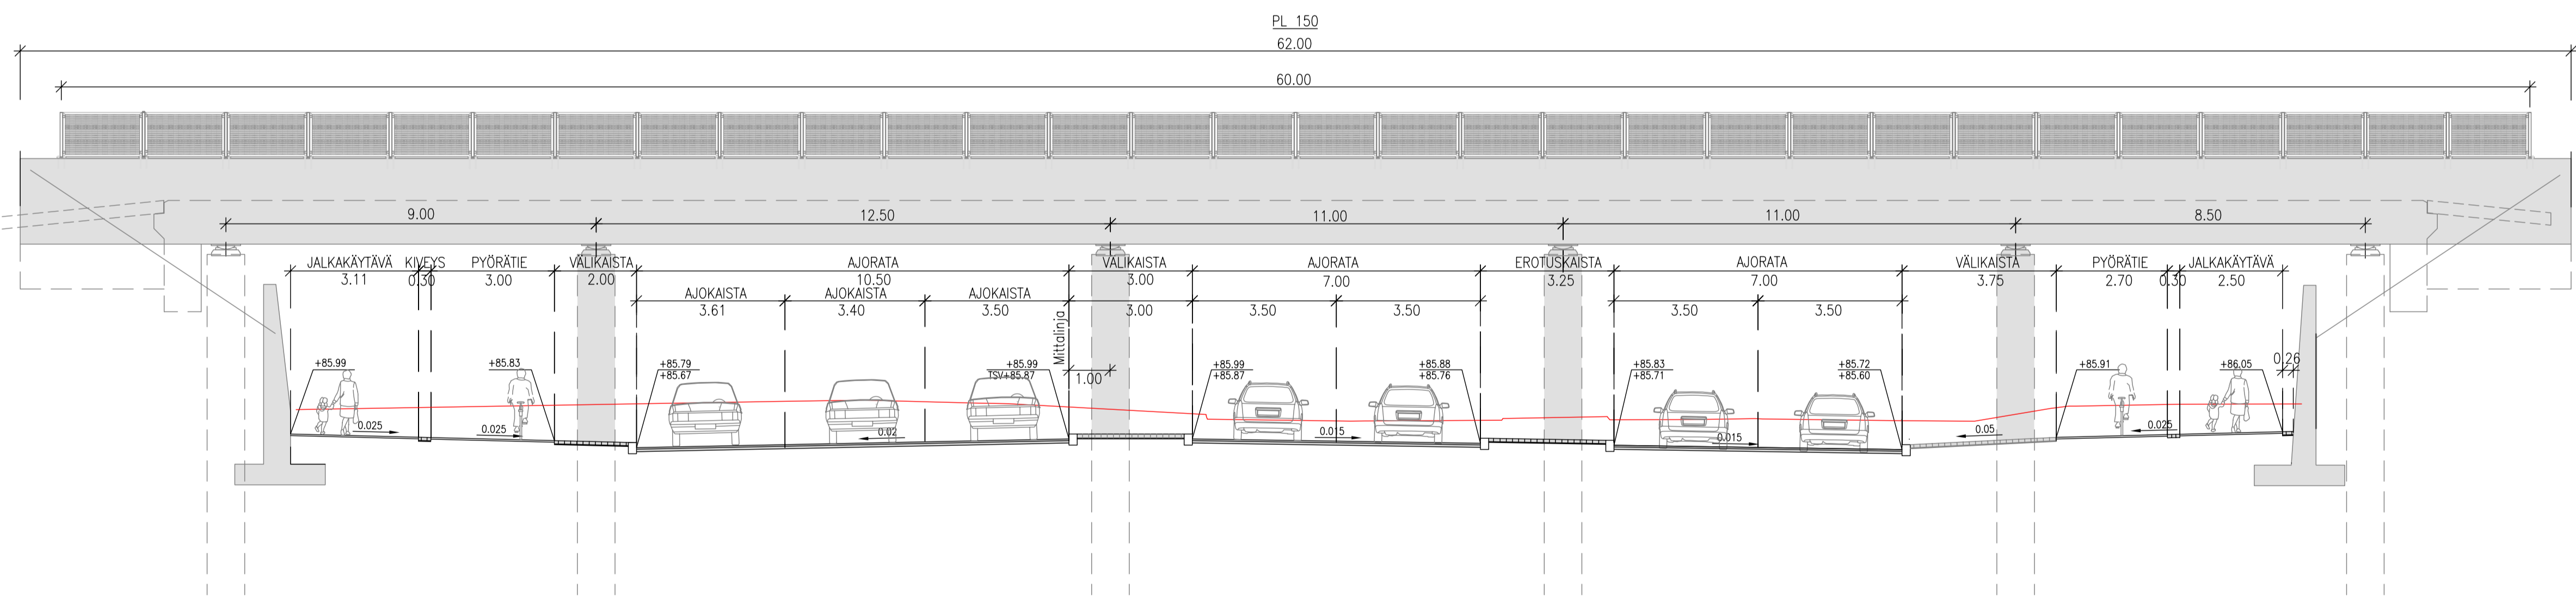 PL 150
62.00
60.00
9.00 12.50 11.00 11.00 8.50
JALKAKÄYTÄVÄ KIVEYS PYÖRÄTIE VÄLIKAISTA AJORATA VÄLIKAISTA AJORATA EROTUSKAISTA AJORATA VÄLIKAISTA PYÖRÄTIE JALKAKÄYTÄVÄ
3.11 0.30 3.00 2.00 10.50 3.00 7.00 3.25 7.00 3.75 2.70 0.30 2.50
AJOKAISTA AJOKAISTA AJOKAISTA
3.61 3.40 3.50 3.00 3.50 3.50 3.50 3.50
Mittalinja
+85.99 +85.83 +85.79 +85.99 +85.99 +85.88 +85.83 +85.72 +85.91 +86.05 0.26
+85.67 TSV+85.87 1.00 +85.87 +85.76 +85.71 +85.60
0.025 0.025 0.02 0.015 0.015 0.05 0.025